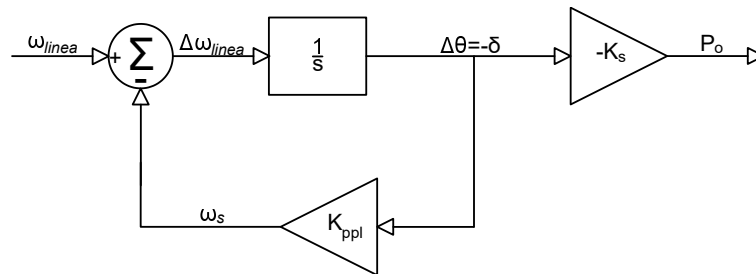 ω_linea
+
Σ
-
Δω_linea
1
s
Δθ=-δ
-K_s
P_o
ω_s
K_ppl